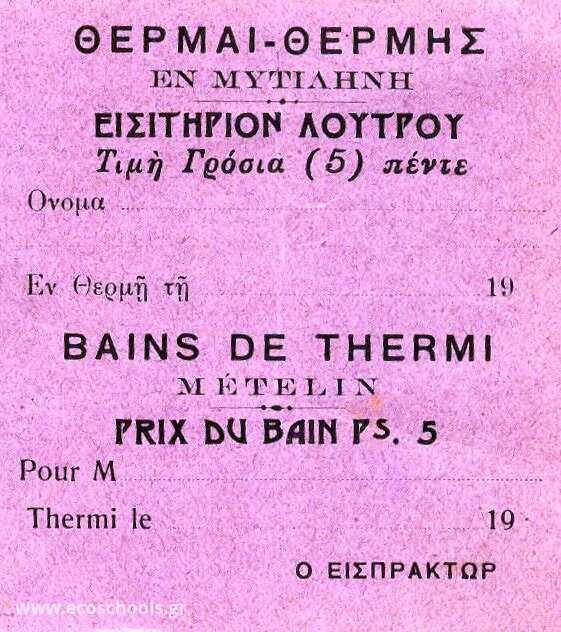 ΘΕΡΜΑΙ-ΘΕΡΜΗΣ
ΕΝ ΜΥΤΙΛΗΝΗ
ΕΙΣΙΤΗΡΙΟΝ ΛΟΥΤΡΟΥ
Τιμὴ Γρόσια (5) πέντε
Ονομα
Εν Θερμῇ τῇ 19
BAINS DE THERMI
MÉTELIN
PRIX DU BAIN PS. 5
Pour M
Thermi le 19
Ο ΕΙΣΠΡΑΚΤΩΡ
www.ecoschools.gr